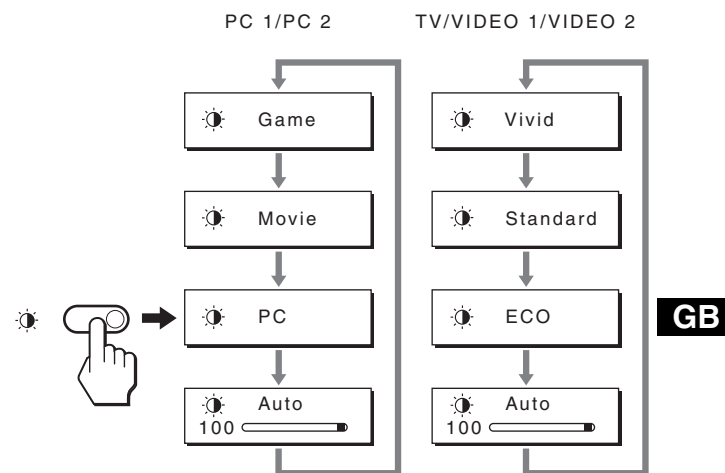 PC 1/PC 2
TV/VIDEO 1/VIDEO 2
Game
Vivid
Movie
Standard
PC
ECO
GB
Auto
100
Auto
100